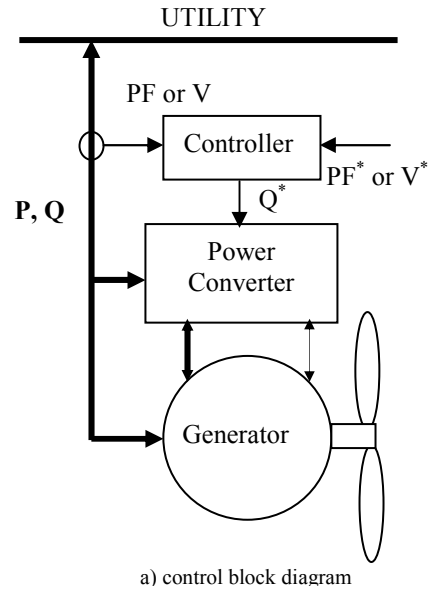 UTILITY
PF or V
Controller
PF* or V*
Q*
P, Q
Power
Converter
Generator
a) control block diagram